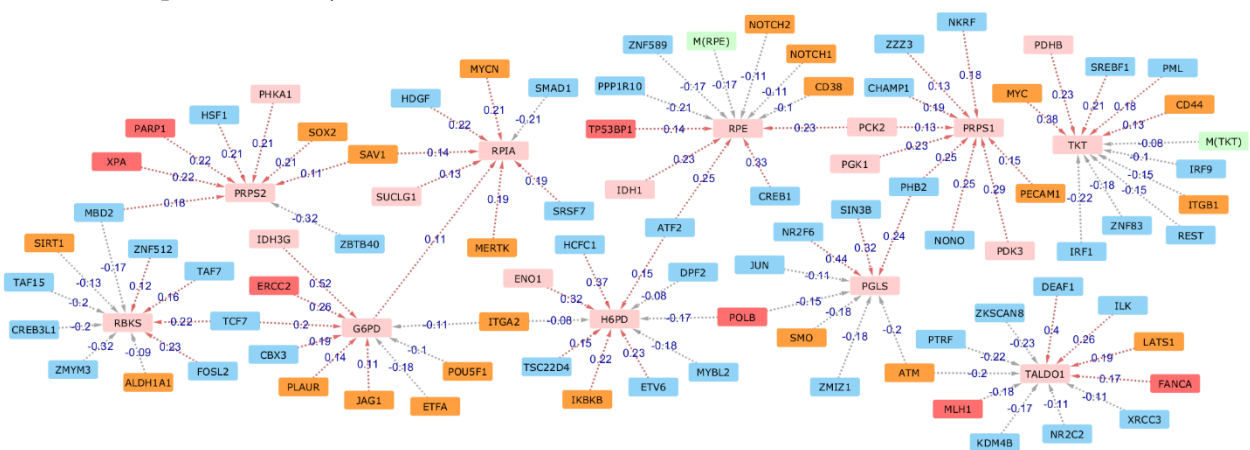 NOTCH2
NKRF
ZNF589
M(RPE)
ZZZ3
PDHB
NOTCH1
MYCN
SREBF1
PML
PHKA1
SMAD1
PPP1R10
CD38
CHAMP1
HDGF
MYC
CD44
HSF1
PARP1
SOX2
TP53BP1
RPE
PCK2
PRPS1
M(TKT)
SAV1
RPIA
TKT
XPA
PGK1
IRF9
PRPS2
SUCLG1
IDH1
CREB1
PHB2
PECAM1
ITGB1
MBD2
SRSF7
SIN3B
ZNF83
ATF2
REST
SIRT1
ZNF512
IDH3G
ZBTB40
MERTK
HCFC1
NR2F6
NONO
PDK3
IRF1
TAF7
DPF2
JUN
TAF15
ERCC2
ENO1
PGLS
DEAF1
ILK
ZKSCAN8
RBKS
TCF7
G6PD
ITGA2
H6PD
POLB
CREB3L1
SMO
PTRF
LATS1
CBX3
TSC22D4
MYBL2
ZMYM3
FOSL2
POU5F1
ATM
TALDO1
ALDH1A1
PLAUR
ETV6
ZMIZ1
FANCA
JAG1
ETFA
IKBKB
MLH1
XRCC3
KDM4B
NR2C2
0.22
0.22
0.21
0.21
0.21
0.11
0.18
-0.32
0.22
0.21
-0.21
0.14
0.13
0.19
0.19
0.11
-0.17
-0.13
0.12
0.16
-0.2
-0.2
-0.22
-0.32
-0.09
0.23
0.52
0.26
0.2
0.19
0.14
0.11
-0.18
-0.1
-0.11
-0.08
0.32
0.37
0.15
-0.08
-0.17
0.15
0.22
0.23
-0.18
-0.17
-0.17
-0.11
-0.11
-0.1
-0.21
0.14
0.23
0.23
0.25
0.33
0.13
0.18
0.19
0.13
0.23
0.25
0.25
0.29
0.15
0.24
0.32
0.44
-0.11
-0.15
-0.18
-0.18
-0.2
0.23
0.21
0.18
0.38
0.13
-0.08
-0.1
-0.15
-0.15
-0.18
-0.22
0.4
0.26
-0.23
-0.22
-0.2
0.19
0.17
-0.11
-0.18
-0.17
-0.11